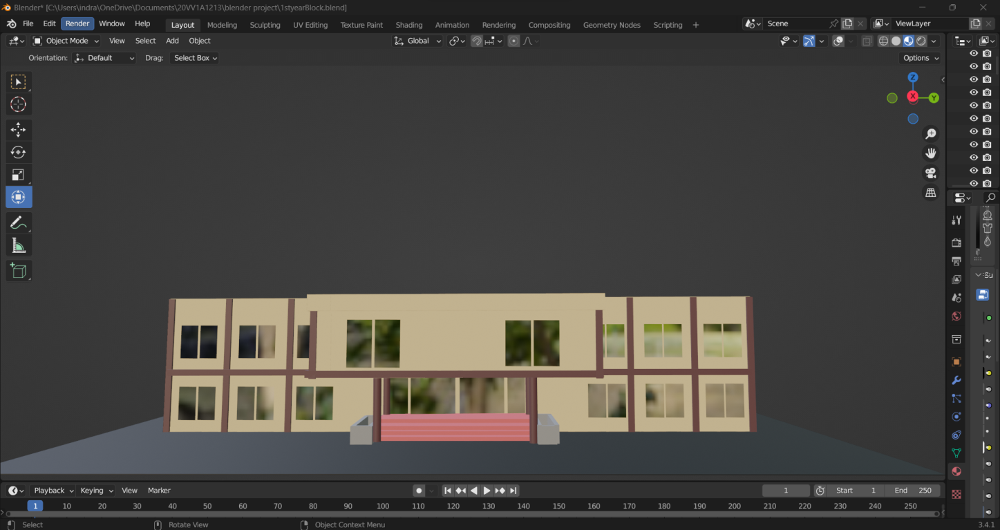 Blender* [C:\Users\indra\OneDrive\Documents\20VV1A1213\blender project\1styearBlock.blend]
File Edit Render Window Help Layout Modeling Sculpting UV Editing Texture Paint Shading Animation Rendering Compositing Geometry Nodes Scripting + Scene ViewLayer
Object Mode View Select Add Object Global
Orientation: Default Drag: Select Box Options
Z
X Y
Su
Playback Keying View Marker 1 Start 1 End 250
1 10 20 30 40 50 60 70 80 90 100 110 120 130 140 150 160 170 180 190 200 210 220 230 240 250
Select Rotate View Object Context Menu 3.4.1